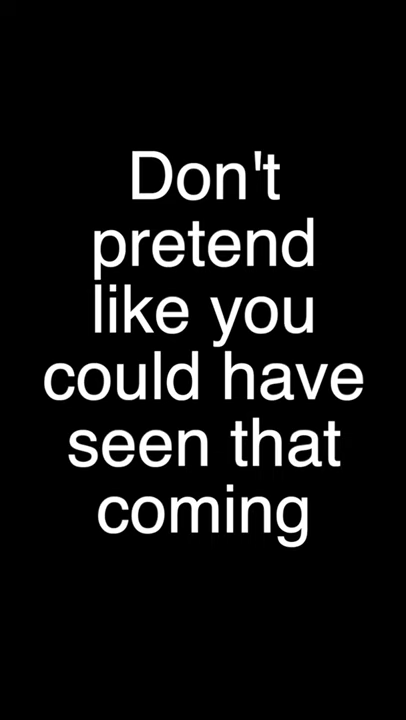 Don't
pretend
like you
could have
seen that
coming